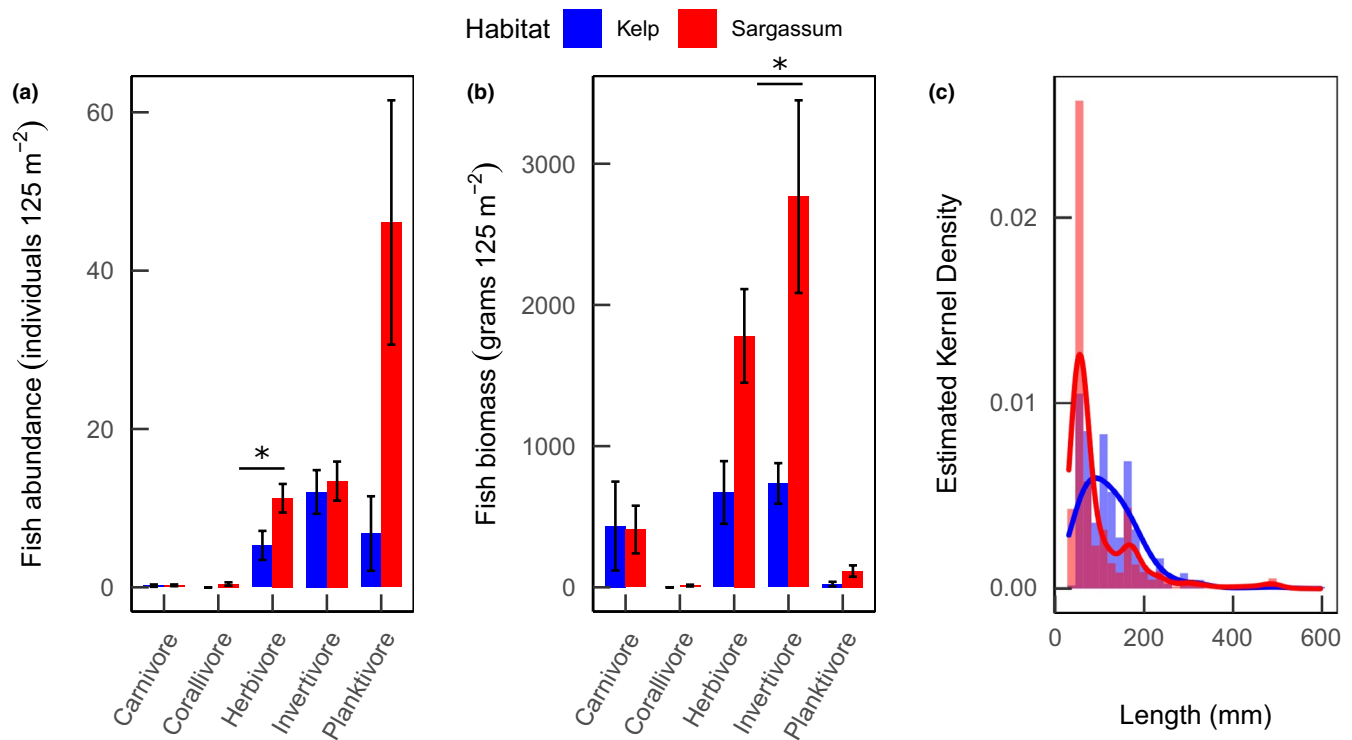 Habitat Kelp Sargassum
(a)
Fish abundance (individuals 125 m⁻²)
60
40
20
0
*
Carnivore
Corallivore
Herbivore
Invertivore
Planktivore
(b)
Fish biomass (grams 125 m⁻²)
3000
2000
1000
0
*
Carnivore
Corallivore
Herbivore
Invertivore
Planktivore
(c)
Estimated Kernel Density
0.02
0.01
0.00
0 200 400 600
Length (mm)